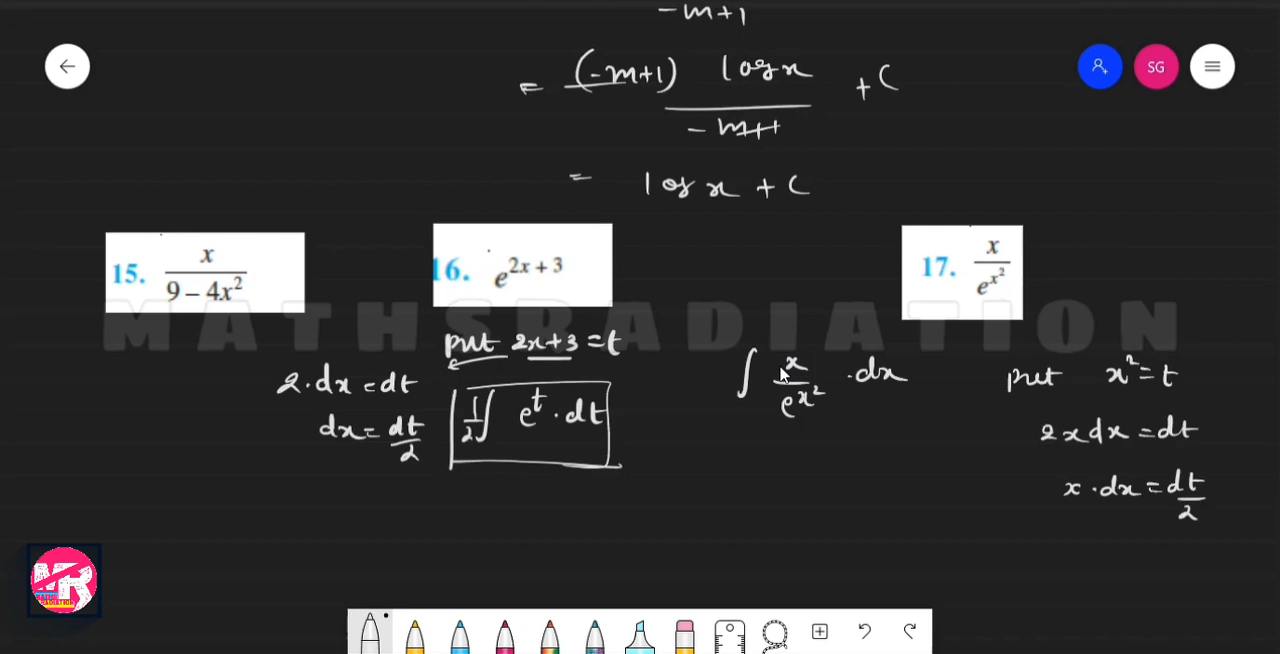 -m+1
= (-m+1) log x / -m+1 + C
= log x + C
SG
15. x / 9 – 4x²
16. e^{2x + 3}
17. x / e^{x²}
MATHSRADIATION
put 2x+3 = t
2·dx = dt
dx = dt/2
1/2 ∫ e^t · dt
∫ x / e^{x²} · dx
put x² = t
2x dx = dt
x · dx = dt/2
MR